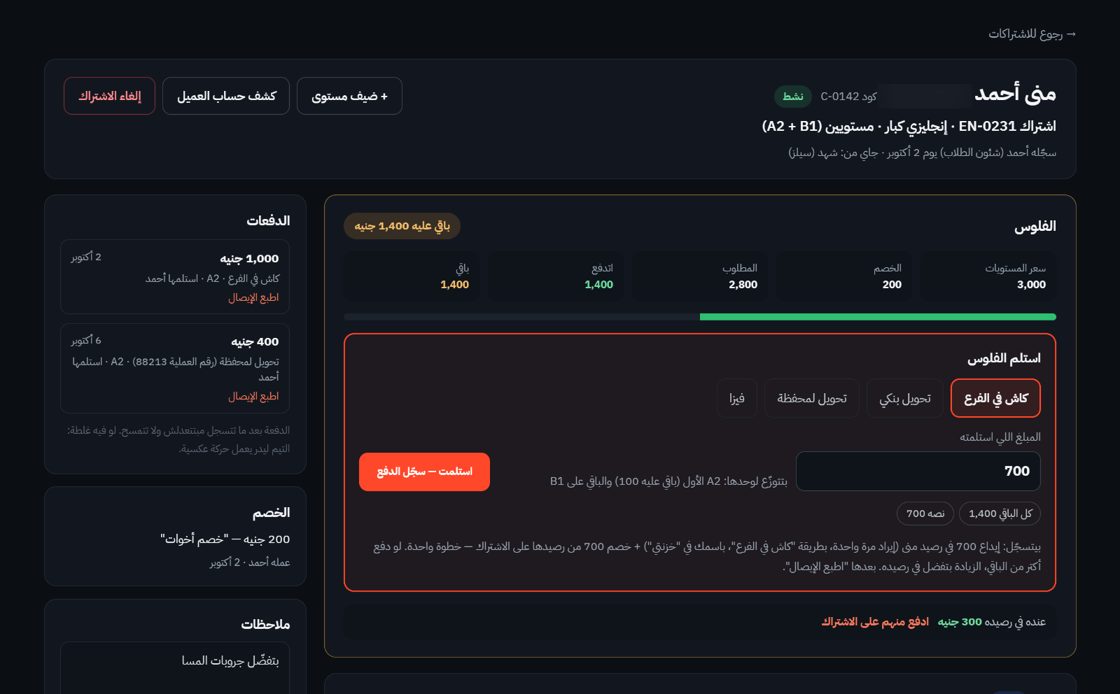 → رجوع للاشتراكات
منى أحمد كود C-0142 نشط
+ ضيف مستوى
كشف حساب العميل
إلغاء الاشتراك
اشتراك EN-0231 · إنجليزي كبار · مستويين (A2 + B1)
سجّله أحمد (شئون الطلاب) يوم 2 أكتوبر · جاي من: شهد (سيلز)
الفلوس
باقي عليه 1,400 جنيه
سعر المستويات
3,000
الخصم
200
المطلوب
2,800
اتدفع
1,400
باقي
1,400
استلم الفلوس
كاش في الفرع
تحويل بنكي
تحويل لمحفظة
فيزا
المبلغ اللي استلمته
700
بتتوزّع لوحدها: A2 الأول (باقي عليه 100) والباقي على B1
استلمت — سجّل الدفع
كل الباقي 1,400
نصه 700
بيتسجّل: إيداع 700 في رصيد منى (إيراد مرة واحدة، بطريقة "كاش في الفرع"، باسمك في "خزنتي") + خصم 700 من رصيدها على الاشتراك — خطوة واحدة. لو دفع
أكتر من الباقي، الزيادة بتفضل في رصيده. بعدها "اطبع الإيصال".
عنده في رصيده 300 جنيه ادفع منهم على الاشتراك
الدفعات
1,000 جنيه
2 أكتوبر
كاش في الفرع · A2 · استلمها أحمد
اطبع الإيصال
400 جنيه
6 أكتوبر
تحويل لمحفظة (رقم العملية 88213) · A2 · استلمها
أحمد
اطبع الإيصال
الدفعة بعد ما تتسجل مبتتعدلش ولا تتمسح. لو فيه غلطة:
التيم ليدر يعمل حركة عكسية.
الخصم
200 جنيه — "خصم أخوات"
عمله أحمد · 2 أكتوبر
ملاحظات
بتفضّل جروبات المسا